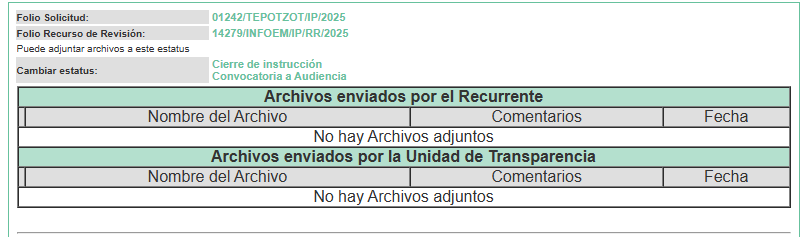 Folio Solicitud: 01242/TEPOTZOT/IP/2025
Folio Recurso de Revisión: 14279/INFOEM/IP/RR/2025
Puede adjuntar archivos a este estatus
Cambiar estatus: Cierre de instrucción
Convocatoria a Audiencia
Archivos enviados por el Recurrente
Nombre del Archivo Comentarios Fecha
No hay Archivos adjuntos
Archivos enviados por la Unidad de Transparencia
Nombre del Archivo Comentarios Fecha
No hay Archivos adjuntos